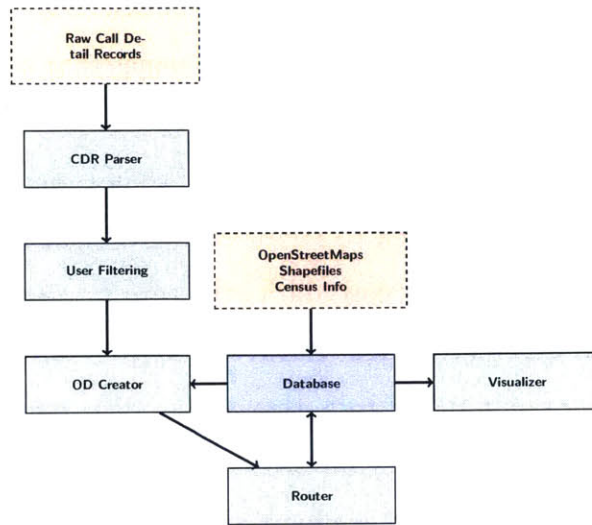 Raw Call De-
tail Records
CDR Parser
User Filtering
OpenStreetMaps
Shapefiles
Census Info
OD Creator
Database
Visualizer
Router